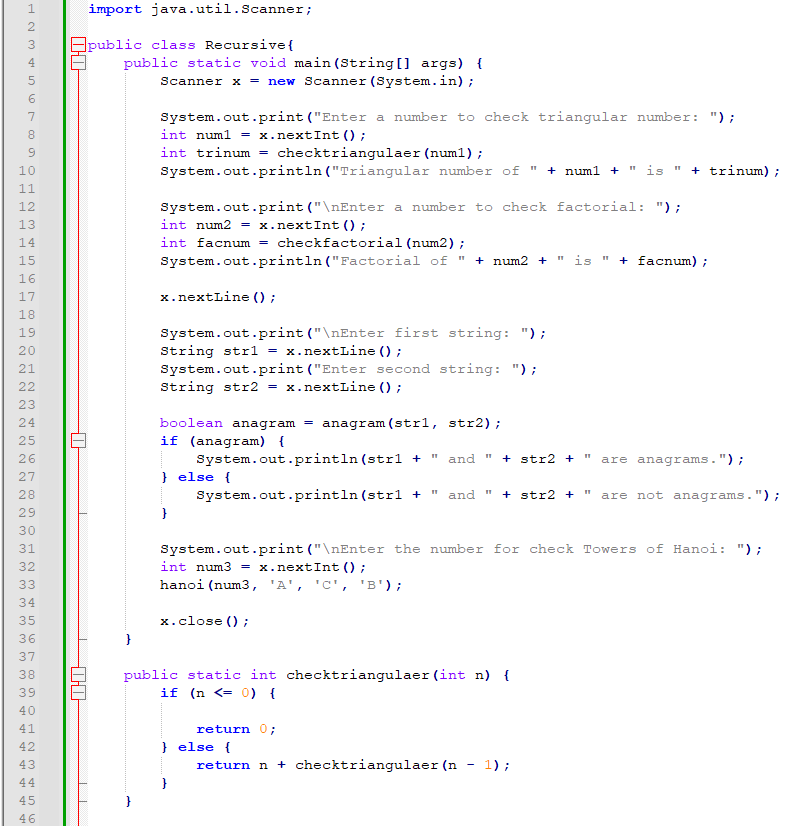 1 import java.util.Scanner;
2
3 public class Recursive{
4 public static void main(String[] args) {
5 Scanner x = new Scanner(System.in);
6
7 System.out.print("Enter a number to check triangular number: ");
8 int num1 = x.nextInt();
9 int trinum = checktriangulaer(num1);
10 System.out.println("Triangular number of " + num1 + " is " + trinum);
11
12 System.out.print("\nEnter a number to check factorial: ");
13 int num2 = x.nextInt();
14 int facnum = checkfactorial(num2);
15 System.out.println("Factorial of " + num2 + " is " + facnum);
16
17 x.nextLine();
18
19 System.out.print("\nEnter first string: ");
20 String str1 = x.nextLine();
21 System.out.print("Enter second string: ");
22 String str2 = x.nextLine();
23
24 boolean anagram = anagram(str1, str2);
25 if (anagram) {
26 System.out.println(str1 + " and " + str2 + " are anagrams.");
27 } else {
28 System.out.println(str1 + " and " + str2 + " are not anagrams.");
29 }
30
31 System.out.print("\nEnter the number for check Towers of Hanoi: ");
32 int num3 = x.nextInt();
33 hanoi(num3, 'A', 'C', 'B');
34
35 x.close();
36 }
37
38 public static int checktriangulaer(int n) {
39 if (n <= 0) {
40
41 return 0;
42 } else {
43 return n + checktriangulaer(n - 1);
44 }
45 }
46